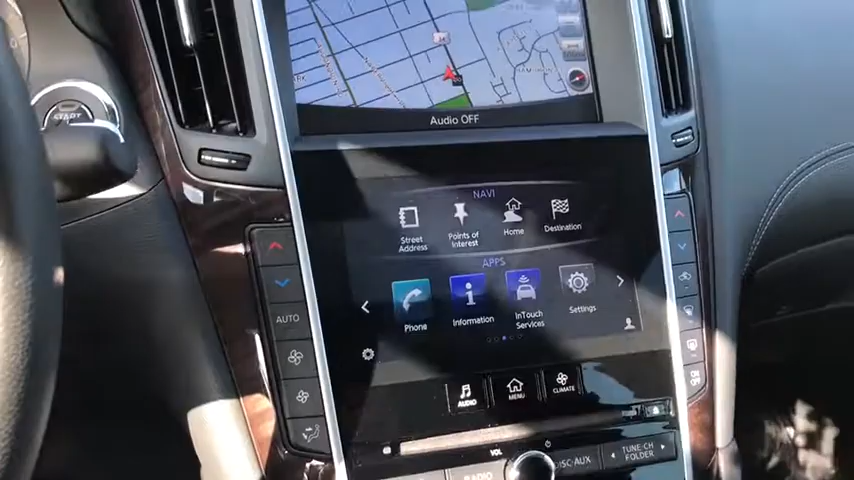 START
Audio OFF
NAVI
Street Address
Points of Interest
Home
Destination
APPS
Phone
Information
InTouch Services
Settings
AUTO
AUDIO
MENU
CLIMATE
VOL
RADIO
DISC·AUX
TUNE·CH
FOLDER